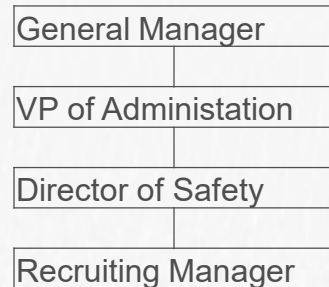 General Manager
VP of Administation
Director of Safety
Recruiting Manager